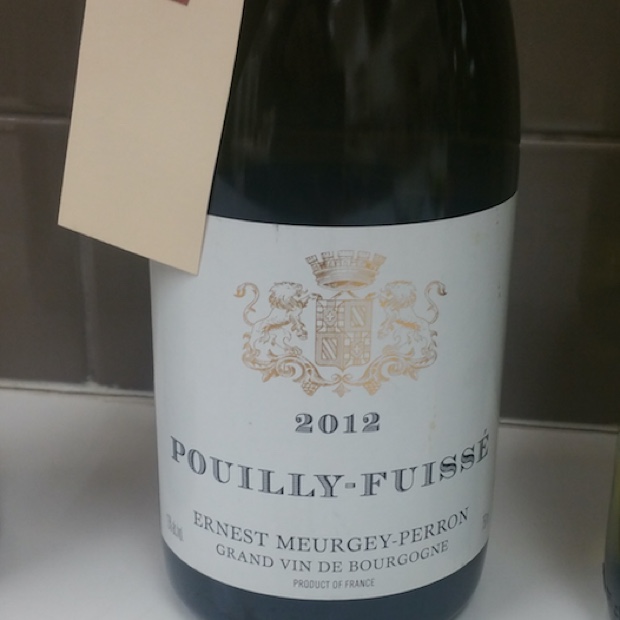 2012
POUILLY-FUISSÉ
ERNEST MEURGEY-PERRON
GRAND VIN DE BOURGOGNE
PRODUCT OF FRANCE